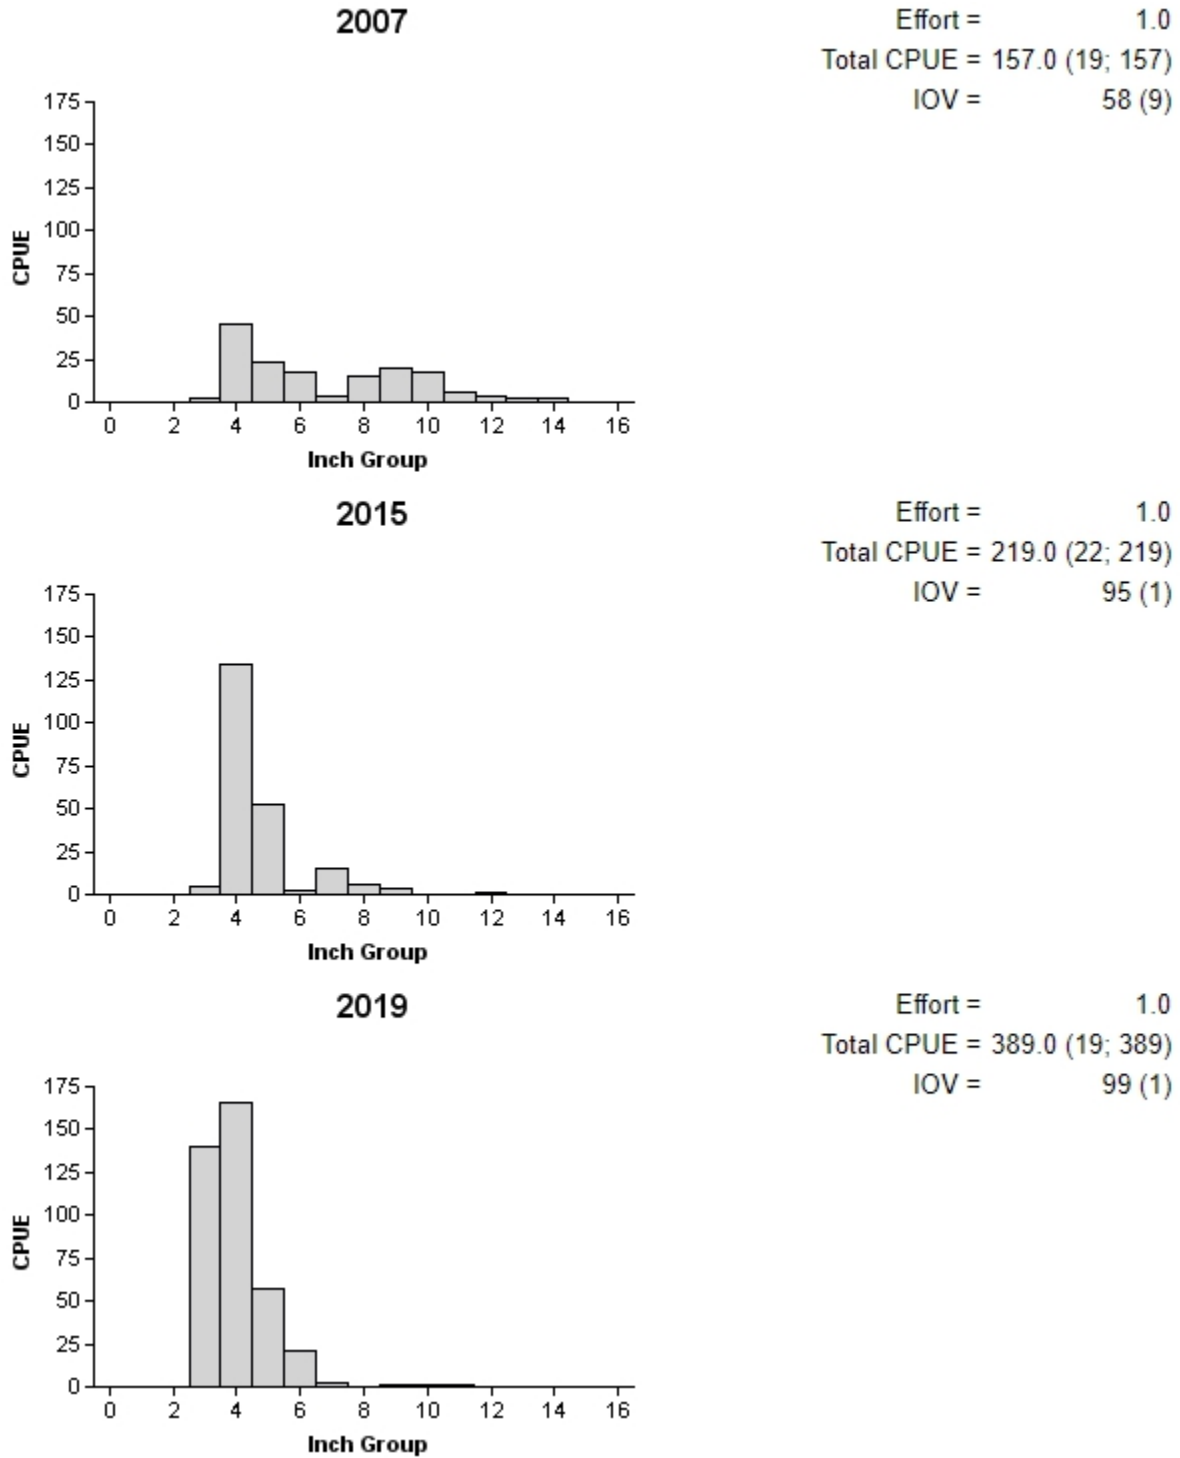 2007
Effort = 1.0
Total CPUE = 157.0 (19; 157)
IOV = 58 (9)
175
150
125
100
75
50
25
0
CPUE
0 2 4 6 8 10 12 14 16
Inch Group
2015
Effort = 1.0
Total CPUE = 219.0 (22; 219)
IOV = 95 (1)
175
150
125
100
75
50
25
0
CPUE
0 2 4 6 8 10 12 14 16
Inch Group
2019
Effort = 1.0
Total CPUE = 389.0 (19; 389)
IOV = 99 (1)
175
150
125
100
75
50
25
0
CPUE
0 2 4 6 8 10 12 14 16
Inch Group